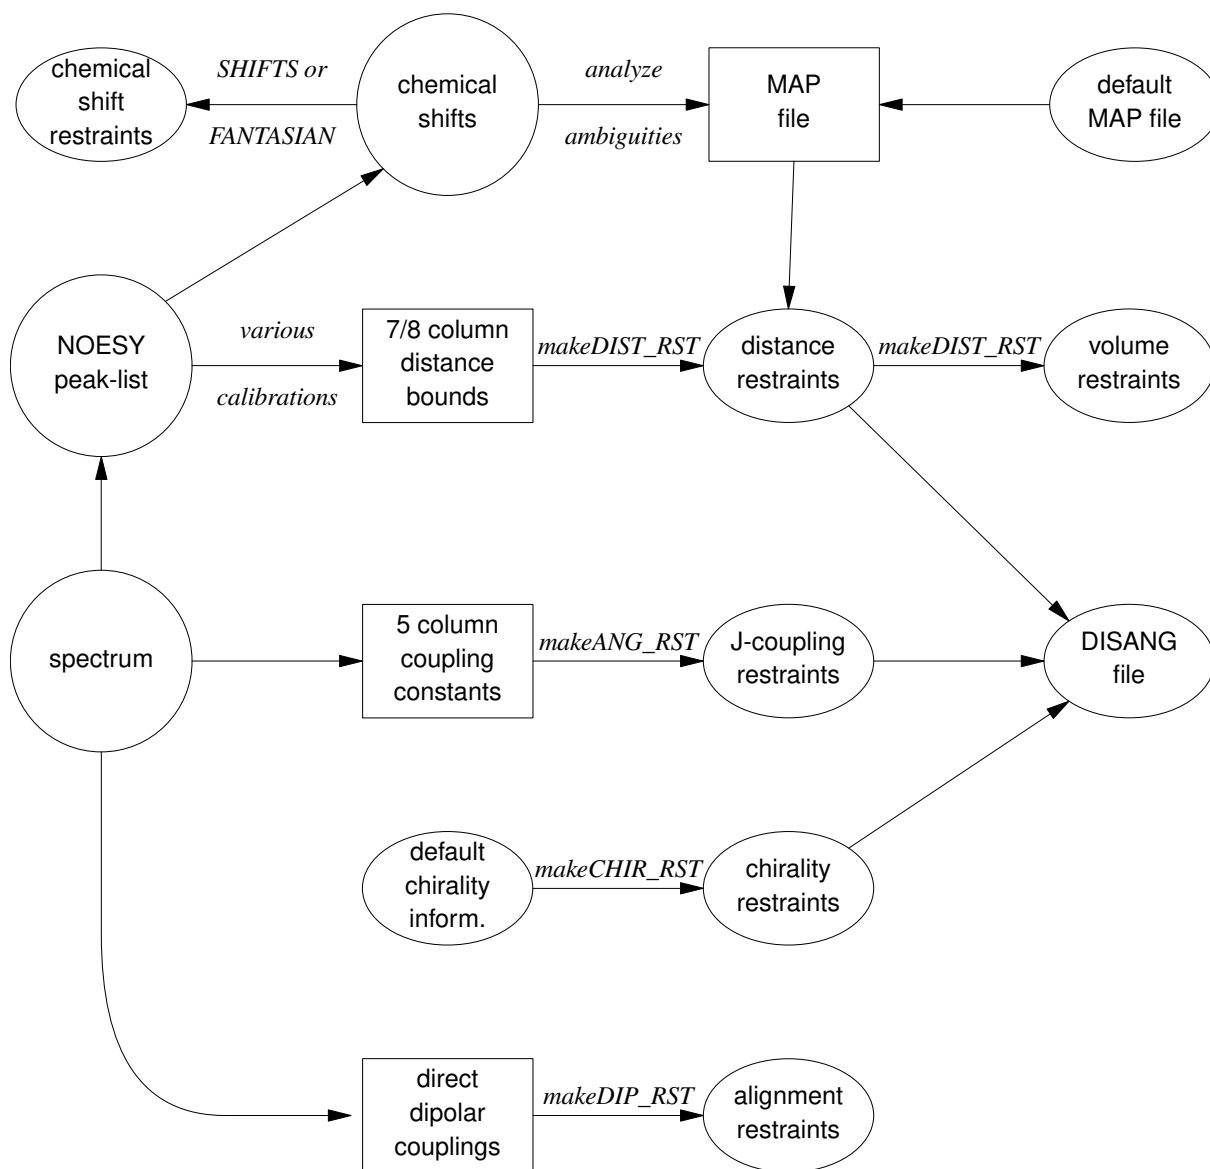 chemical
shift
restraints
SHIFTS or
FANTASIAN
chemical
shifts
analyze
ambiguities
MAP
file
default
MAP file
NOESY
peak-list
various
calibrations
7/8 column
distance
bounds
makeDIST_RST
distance
restraints
makeDIST_RST
volume
restraints
spectrum
5 column
coupling
constants
makeANG_RST
J-coupling
restraints
DISANG
file
default
chirality
inform.
makeCHIR_RST
chirality
restraints
direct
dipolar
couplings
makeDIP_RST
alignment
restraints